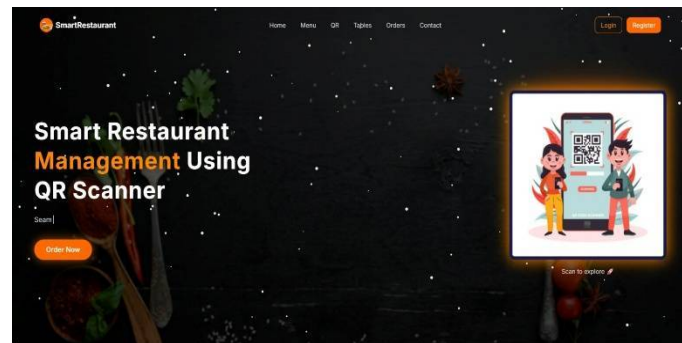 SmartRestaurant
Home Menu QR Tables Orders Contact
Login Register
Smart Restaurant
Management Using
QR Scanner
Seam|
Order Now
Scan to explore 🚀